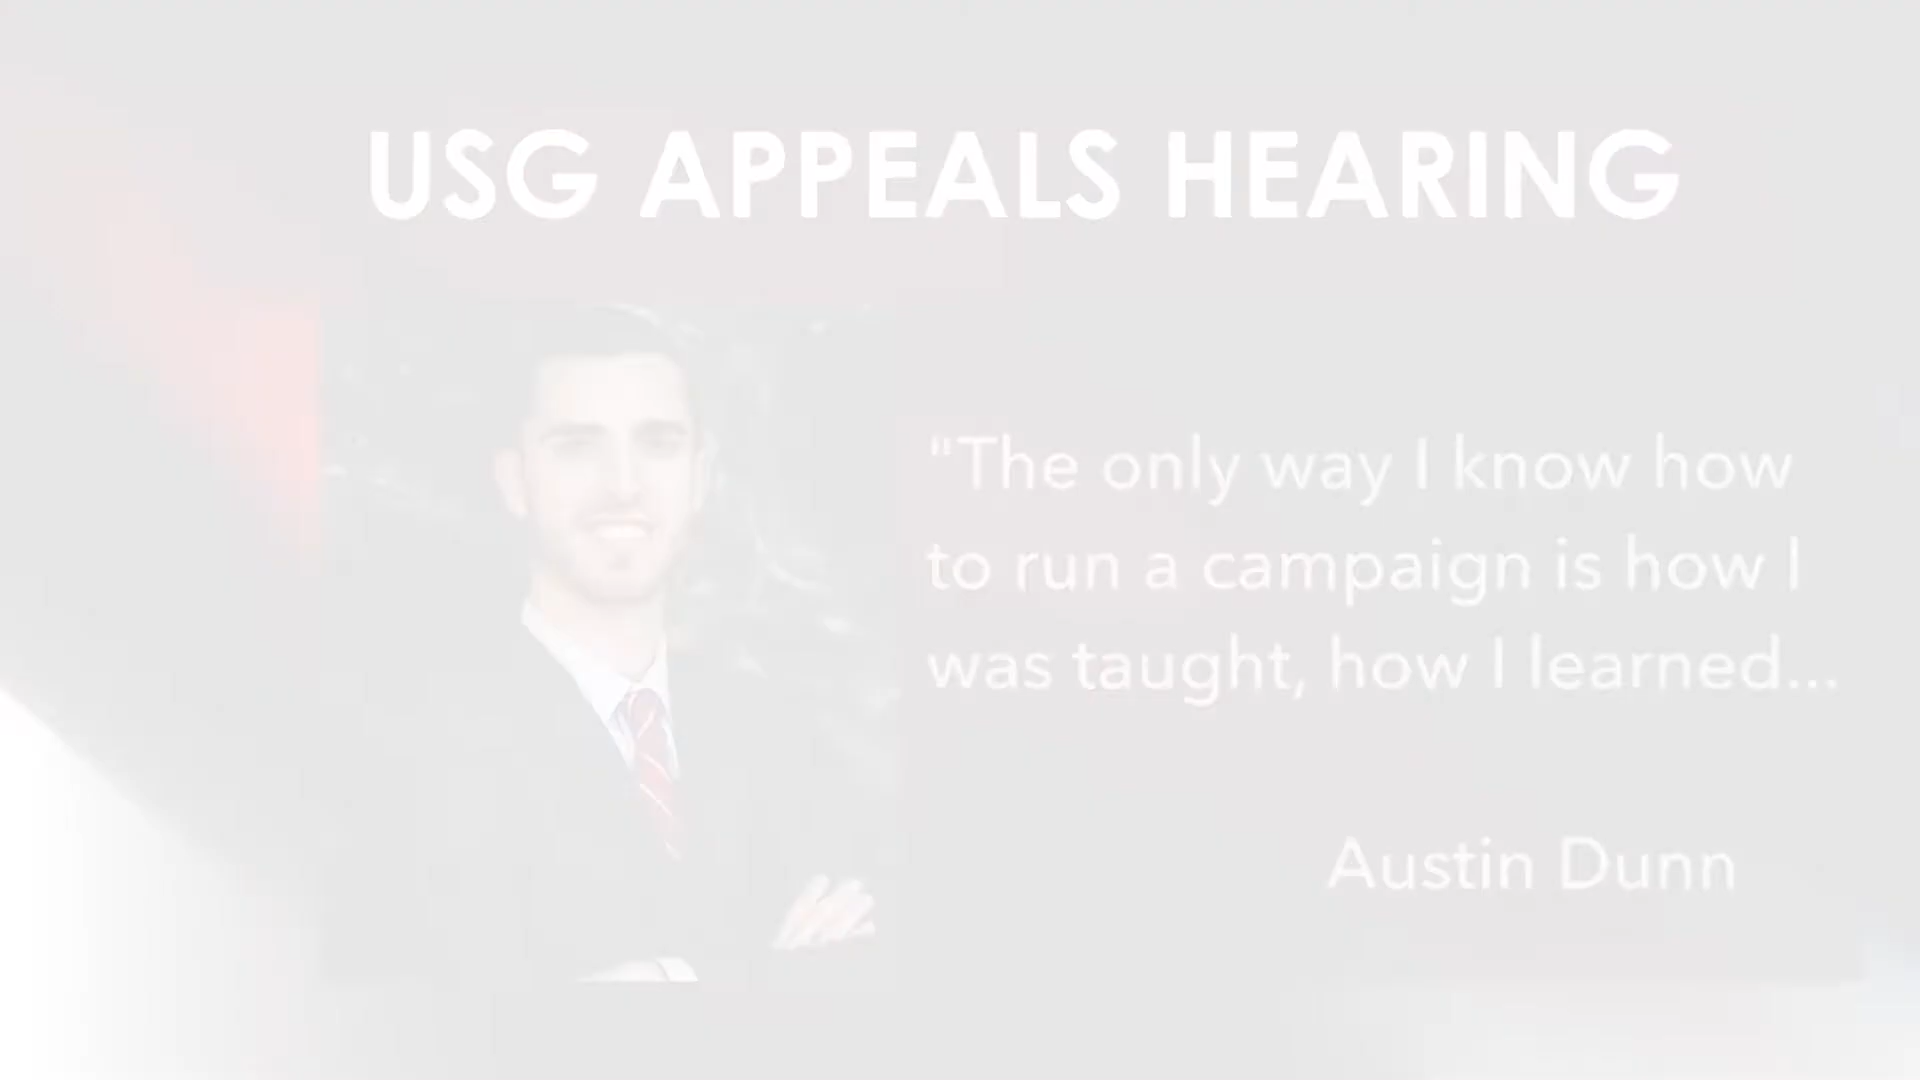 USG APPEALS HEARING
"The only way I know how
to run a campaign is how I
was taught, how I learned...
Austin Dunn